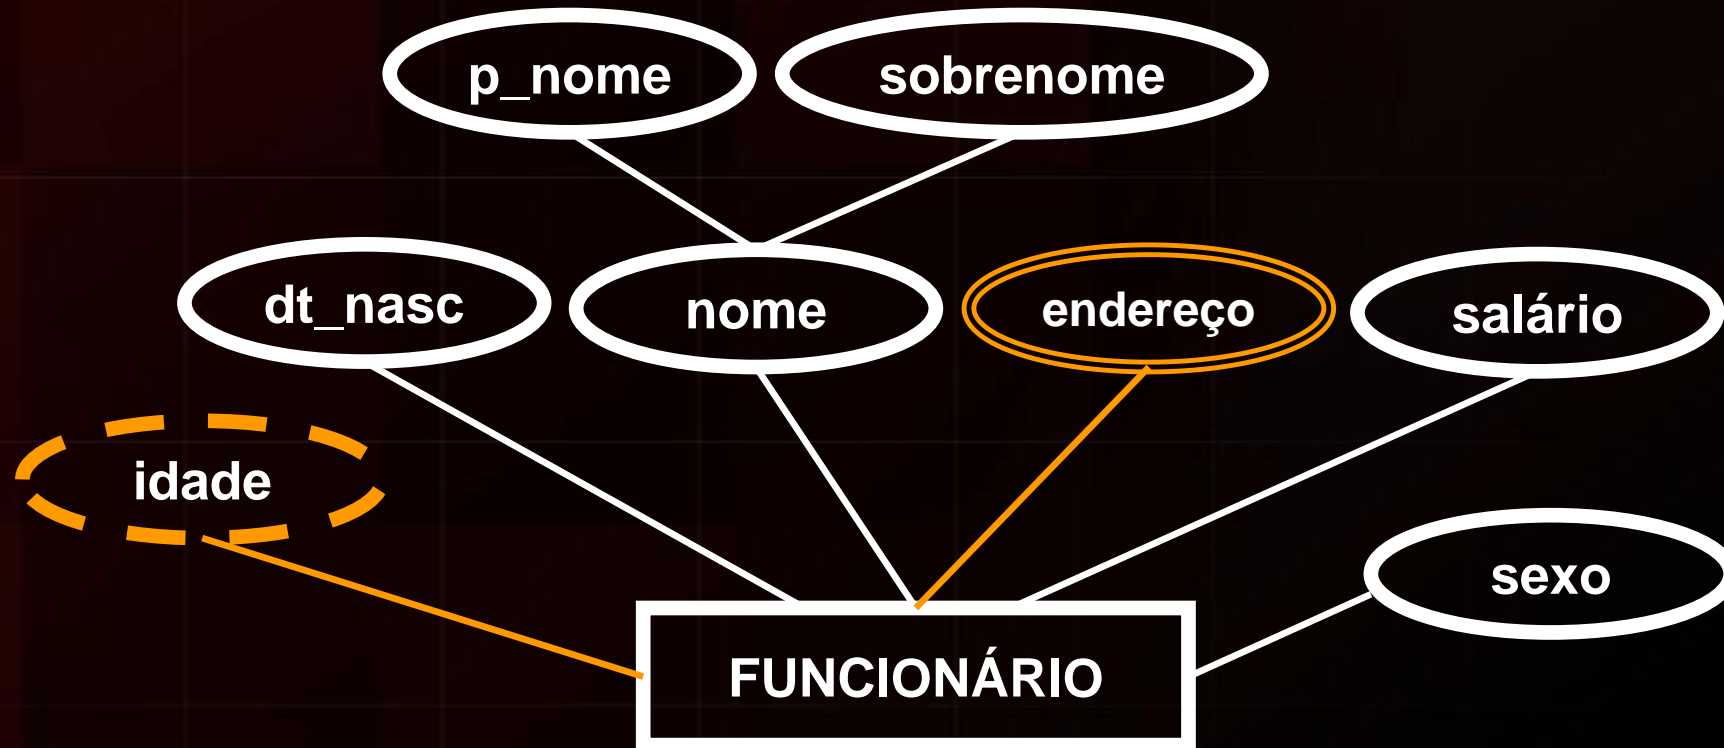 p_nome
sobrenome
dt_nasc
nome
endereço
salário
idade
sexo
FUNCIONÁRIO